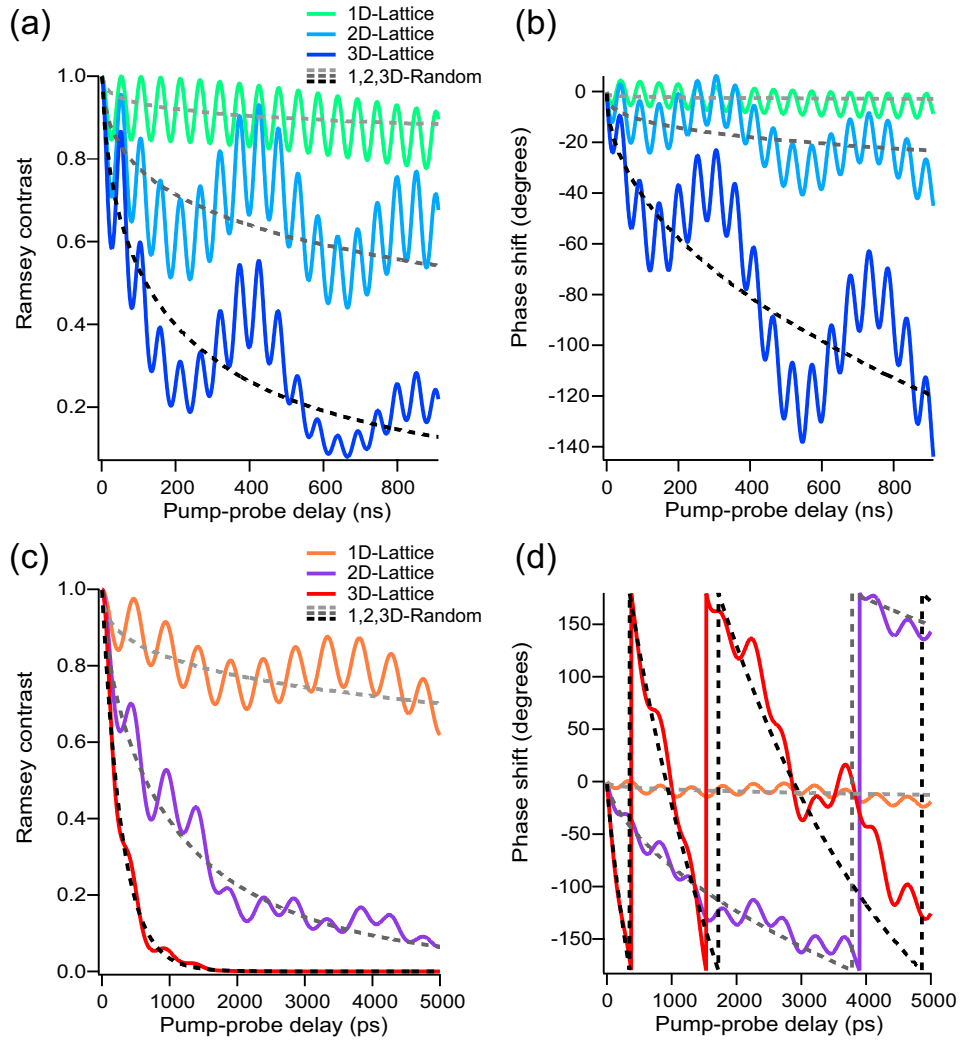 (a)
1D-Lattice
2D-Lattice
3D-Lattice
1,2,3D-Random
1.0
0.8
0.6
0.4
0.2
Ramsey contrast
0
200
400
600
800
Pump-probe delay (ns)
(b)
0
-20
-40
-60
-80
-100
-120
-140
Phase shift (degrees)
0
200
400
600
800
Pump-probe delay (ns)
(c)
1D-Lattice
2D-Lattice
3D-Lattice
1,2,3D-Random
1.0
0.8
0.6
0.4
0.2
0.0
Ramsey contrast
0
1000
2000
3000
4000
5000
Pump-probe delay (ps)
(d)
150
100
50
0
-50
-100
-150
Phase shift (degrees)
0
1000
2000
3000
4000
5000
Pump-probe delay (ps)